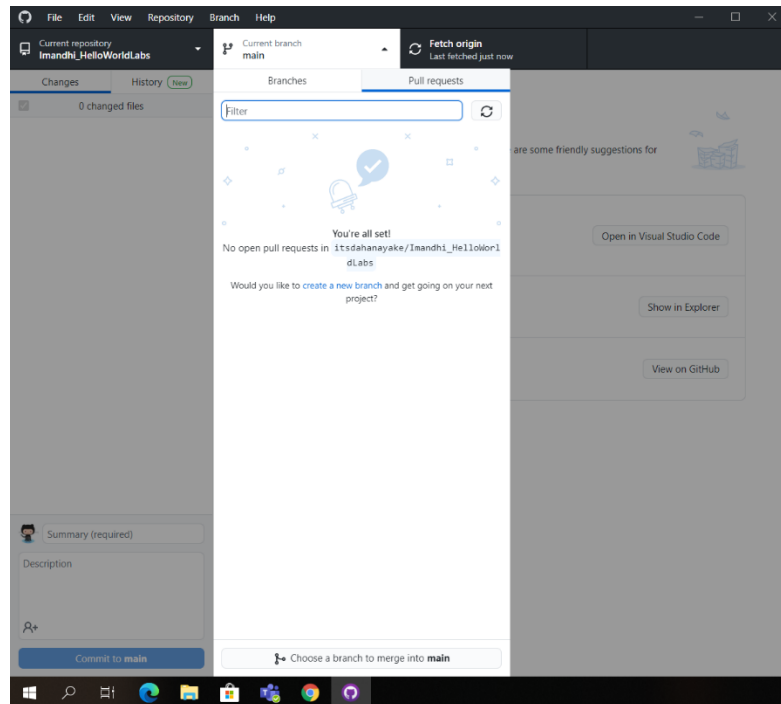 File Edit View Repository Branch Help
Current repository
Imandhi_HelloWorldLabs
Current branch
main
Fetch origin
Last fetched just now
Changes History New
Branches Pull requests
0 changed files
Filter
are some friendly suggestions for
You're all set!
No open pull requests in itsdahanayake/Imandhi_HelloWorl
dLabs
Would you like to create a new branch and get going on your next
project?
Open in Visual Studio Code
Show in Explorer
View on GitHub
Summary (required)
Description
Commit to main
Choose a branch to merge into main